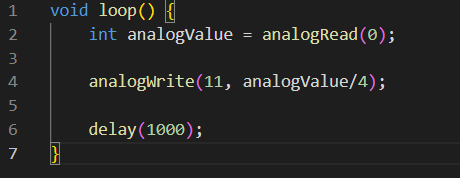 1 void loop() {
2     int analogValue = analogRead(0);
3
4     analogWrite(11, analogValue/4);
5
6     delay(1000);
7 }